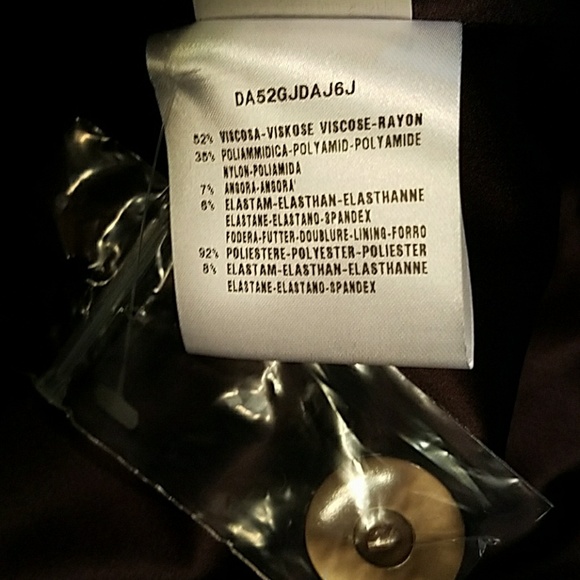 DA52GJDAJ6J
52% VISCOSA-VISKOSE VISCOSE-RAYON
35% POLIAMMIDICA-POLYAMID-POLYAMIDE
NYLON-POLIAMIDA
7% ANGORA-ANGORA'
6% ELASTAM-ELASTHAN-ELASTHANNE
ELASTANE-ELASTANO-SPANDEX
FODERA-FUTTER-DOUBLURE-LINING-FORRO
92% POLIESTERE-POLYESTER-POLIESTER
8% ELASTAM-ELASTHAN-ELASTHANNE
ELASTANE-ELASTANO-SPANDEX